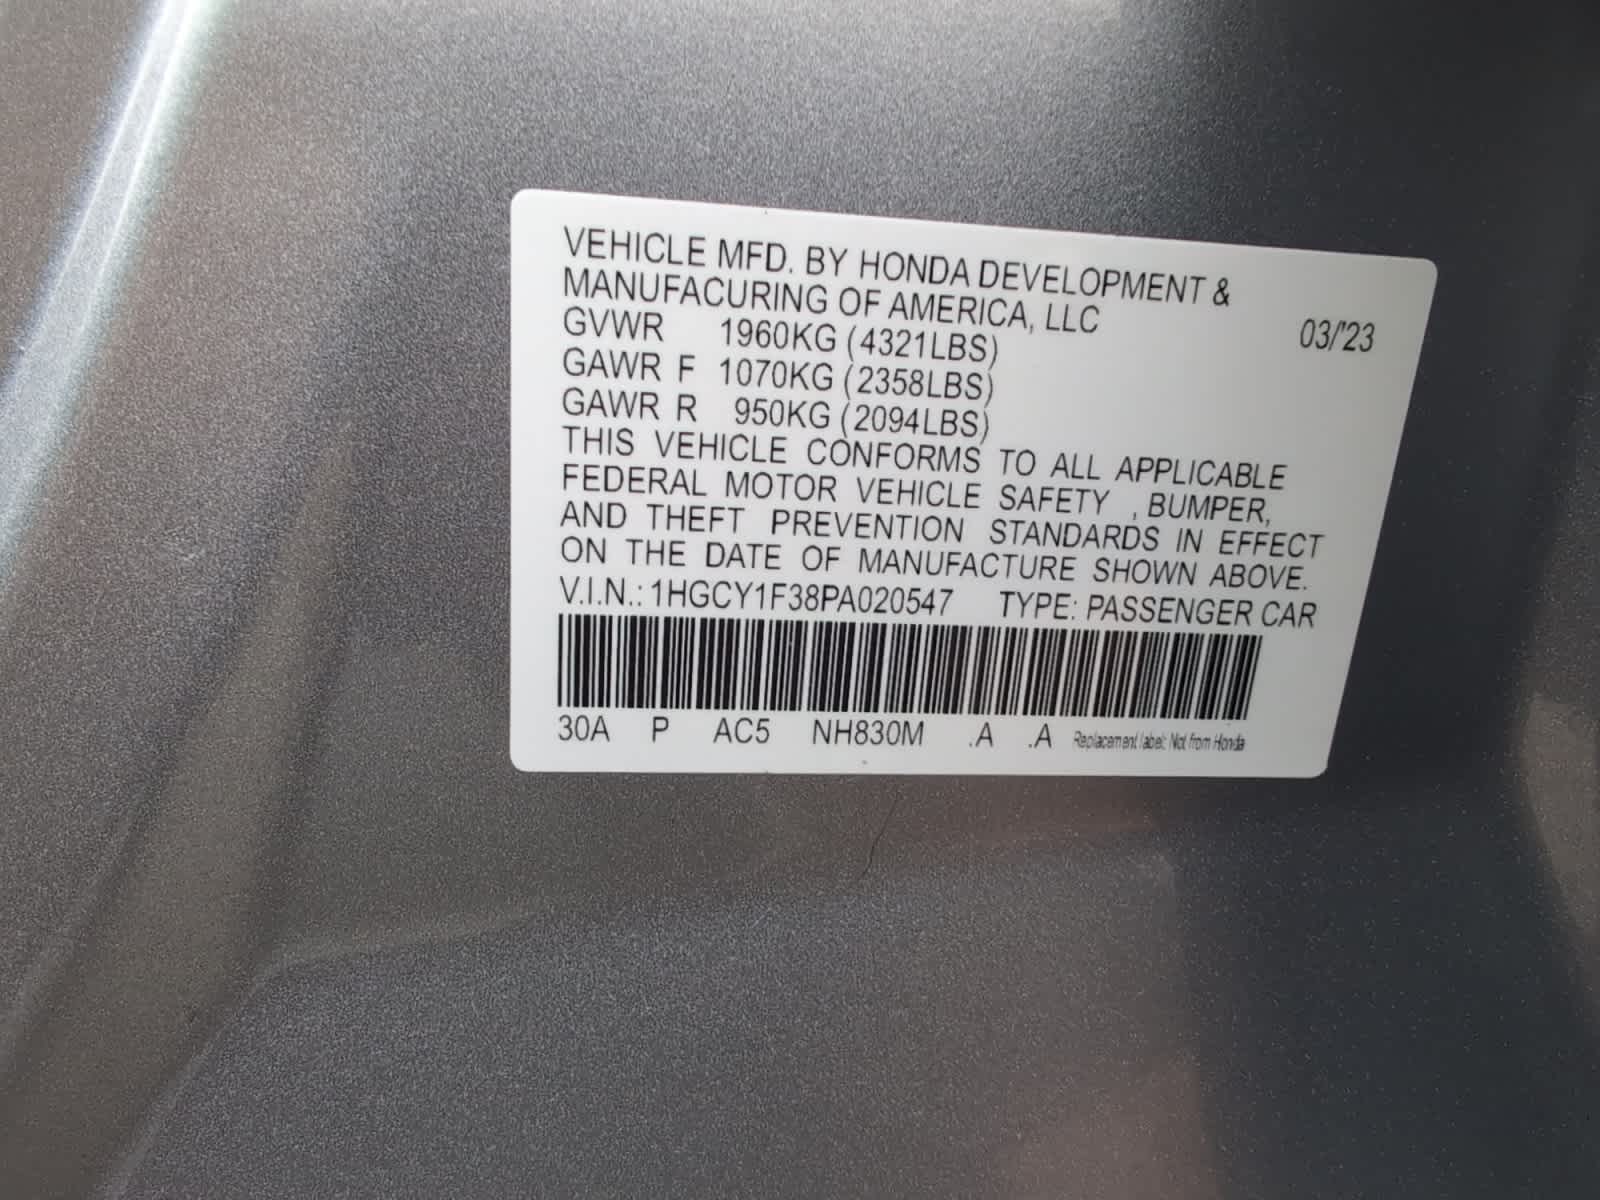 VEHICLE MFD. BY HONDA DEVELOPMENT &
MANUFACURING OF AMERICA, LLC
03/'23
GVWR 1960KG (4321LBS)
GAWR F 1070KG (2358LBS)
GAWR R 950KG (2094LBS)
THIS VEHICLE CONFORMS TO ALL APPLICABLE
FEDERAL MOTOR VEHICLE SAFETY , BUMPER,
AND THEFT PREVENTION STANDARDS IN EFFECT
ON THE DATE OF MANUFACTURE SHOWN ABOVE.
V.I.N.: 1HGCY1F38PA020547 TYPE: PASSENGER CAR
30A P AC5 NH830M .A .A Replacement label: Not from Honda